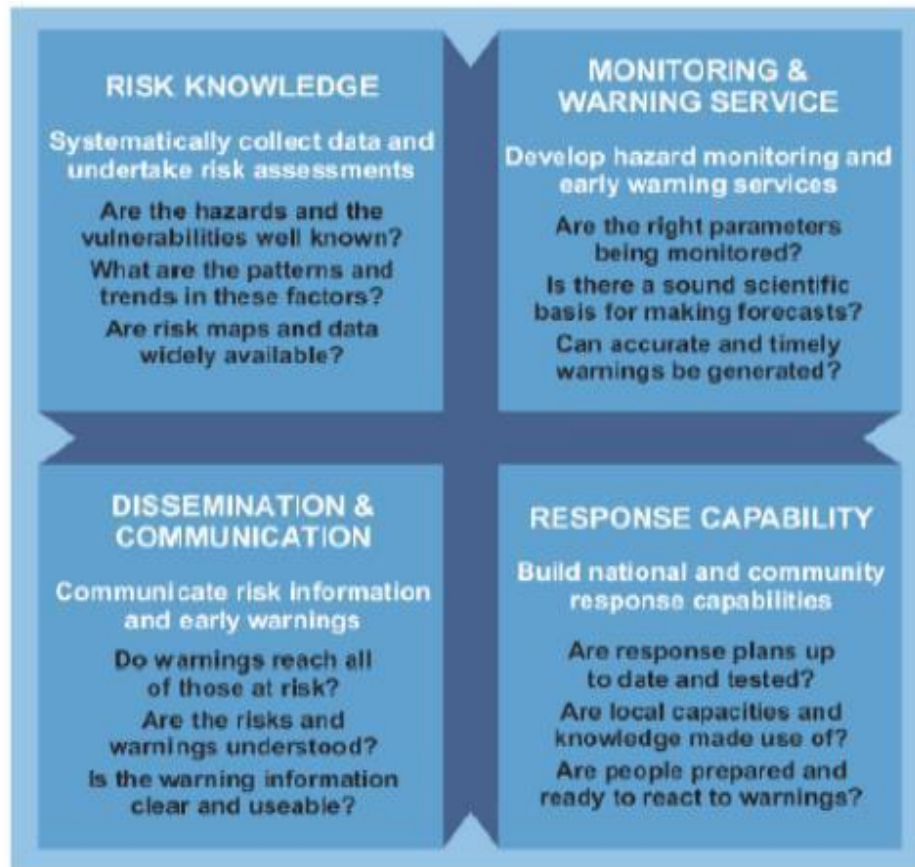 RISK KNOWLEDGE
Systematically collect data and
undertake risk assessments
Are the hazards and the
vulnerabilities well known?
What are the patterns and
trends in these factors?
Are risk maps and data
widely available?
MONITORING &
WARNING SERVICE
Develop hazard monitoring and
early warning services
Are the right parameters
being monitored?
Is there a sound scientific
basis for making forecasts?
Can accurate and timely
warnings be generated?
DISSEMINATION &
COMMUNICATION
Communicate risk information
and early warnings
Do warnings reach all
of those at risk?
Are the risks and
warnings understood?
Is the warning information
clear and useable?
RESPONSE CAPABILITY
Build national and community
response capabilities
Are response plans up
to date and tested?
Are local capacities and
knowledge made use of?
Are people prepared and
ready to react to warnings?